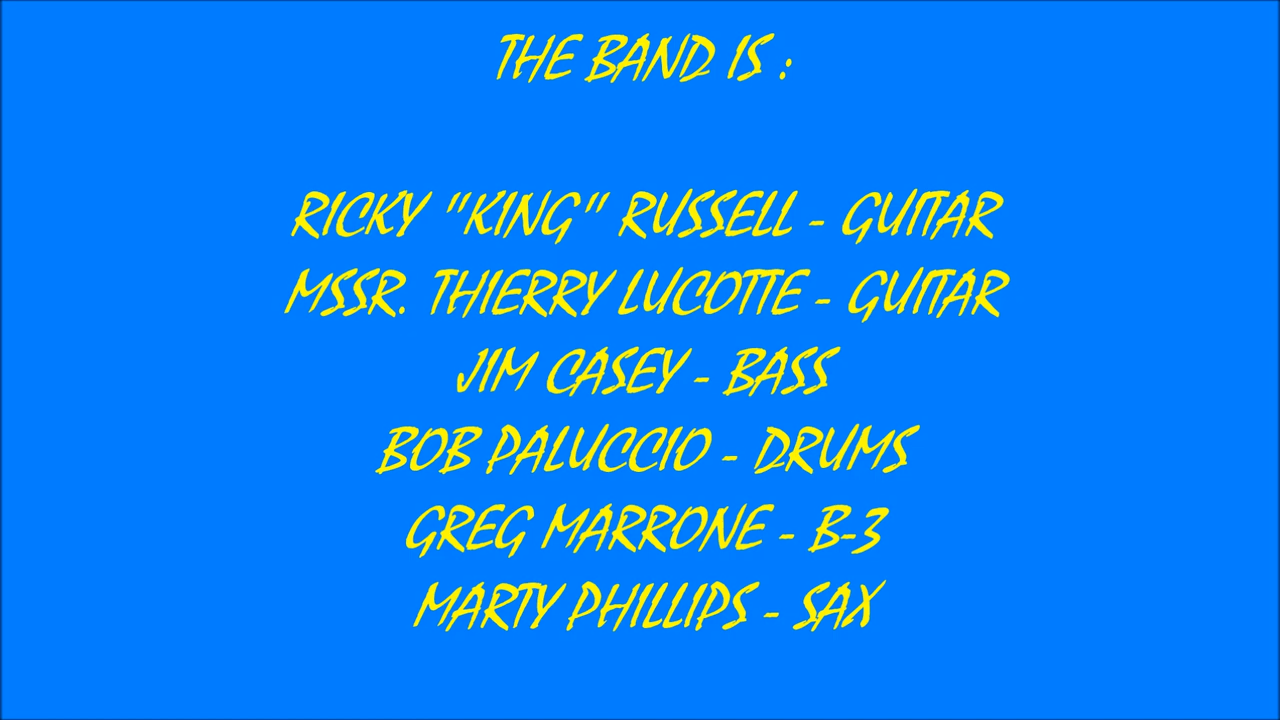 THE BAND IS :
RICKY "KING" RUSSELL - GUITAR
MSSR. THIERRY LUCOTTE - GUITAR
JIM CASEY - BASS
BOB PALUCCIO - DRUMS
GREG MARRONE - B-3
MARTY PHILLIPS - SAX